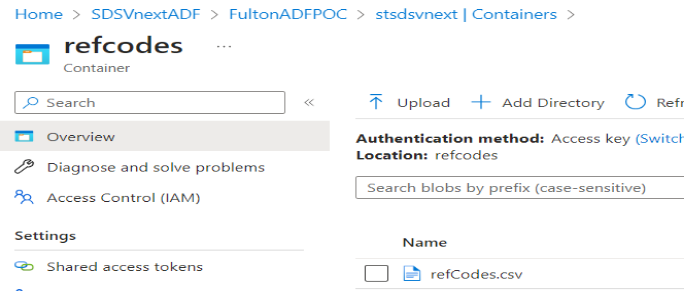 Home > SDSVnextADF > FultonADFPOC > stsdsvnext | Containers >
refcodes ...
Container
Search «
Overview
Diagnose and solve problems
Access Control (IAM)
Settings
Shared access tokens
Upload + Add Directory Refr
Authentication method: Access key (Switch
Location: refcodes
Search blobs by prefix (case-sensitive)
Name
refCodes.csv